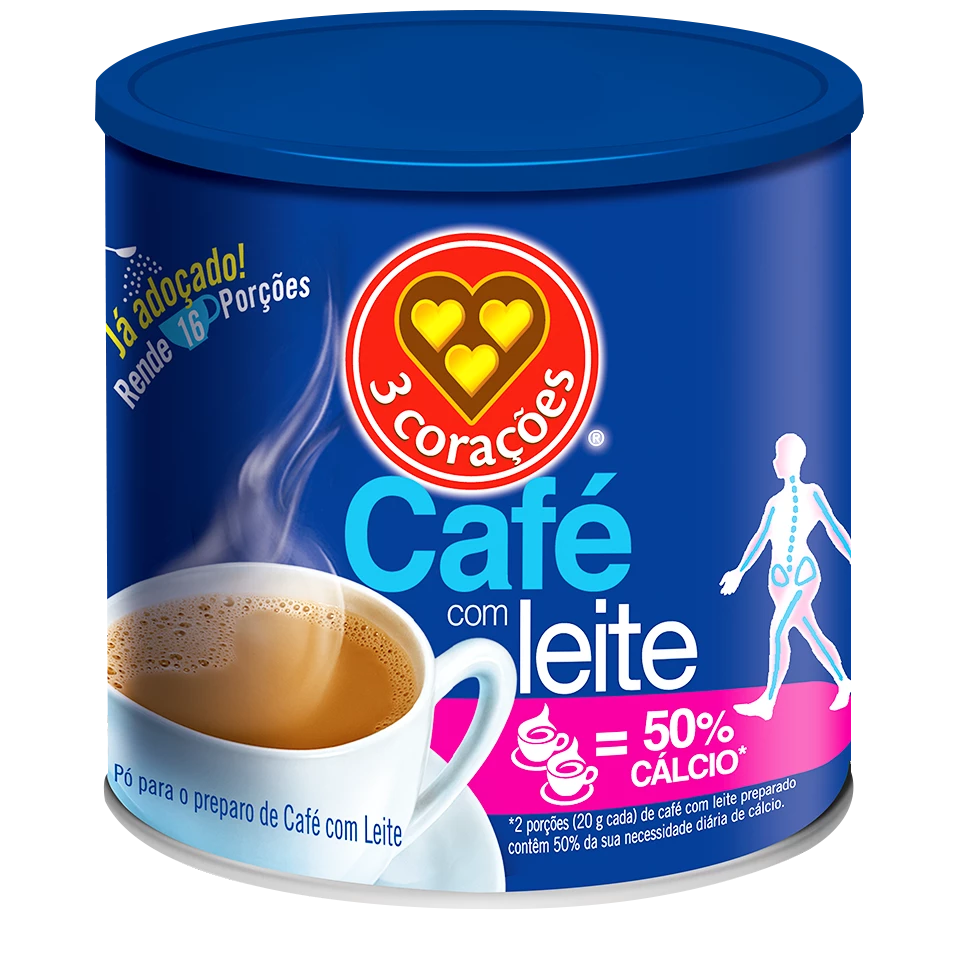 Já adoçado!
Rende 16 Porções
3 corações
®
Café
com leite
= 50%
CÁLCIO*
*2 porções (20 g cada) de café com leite preparado
contêm 50% da sua necessidade diária de cálcio.
Pó para o preparo de Café com Leite